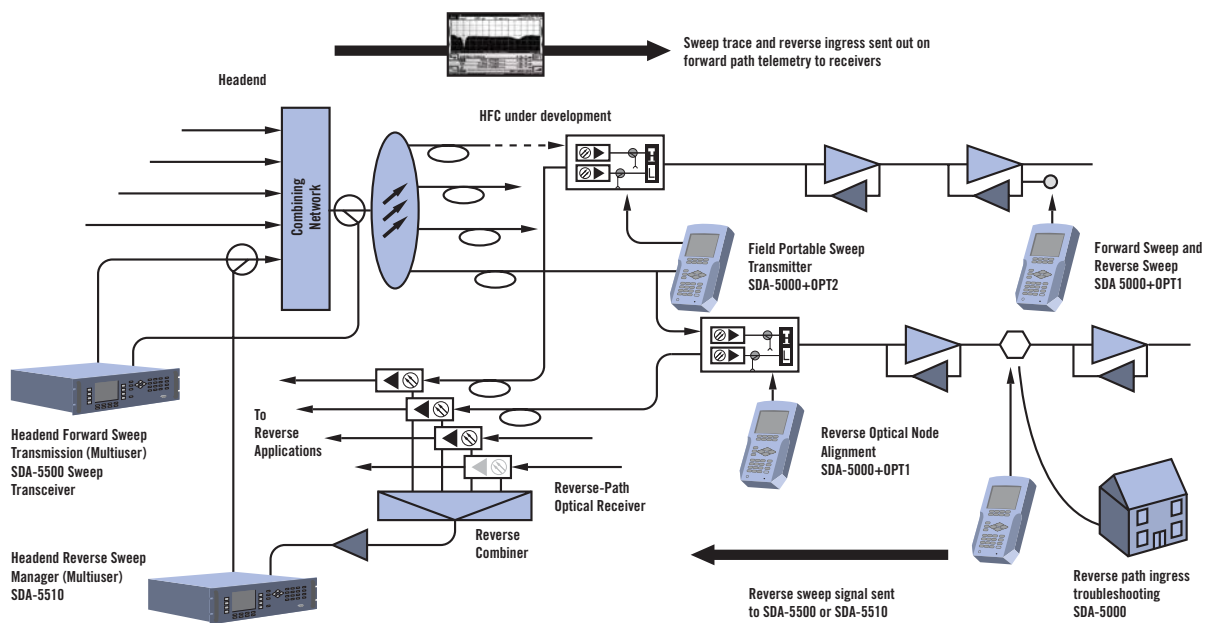 Sweep trace and reverse ingress sent out on
forward path telemetry to receivers
Headend
HFC under development
Combining
Network
H
L
Field Portable Sweep
Transmitter
SDA-5000+OPT2
Forward Sweep and
Reverse Sweep
SDA 5000+OPT1
H
L
To
Reverse
Applications
Headend Forward Sweep
Transmission (Multiuser)
SDA-5500 Sweep
Transceiver
Reverse Optical Node
Alignment
SDA-5000+OPT1
Reverse-Path
Optical Receiver
Reverse
Combiner
Headend Reverse Sweep
Manager (Multiuser)
SDA-5510
Reverse sweep signal sent
to SDA-5500 or SDA-5510
Reverse path ingress
troubleshooting
SDA-5000